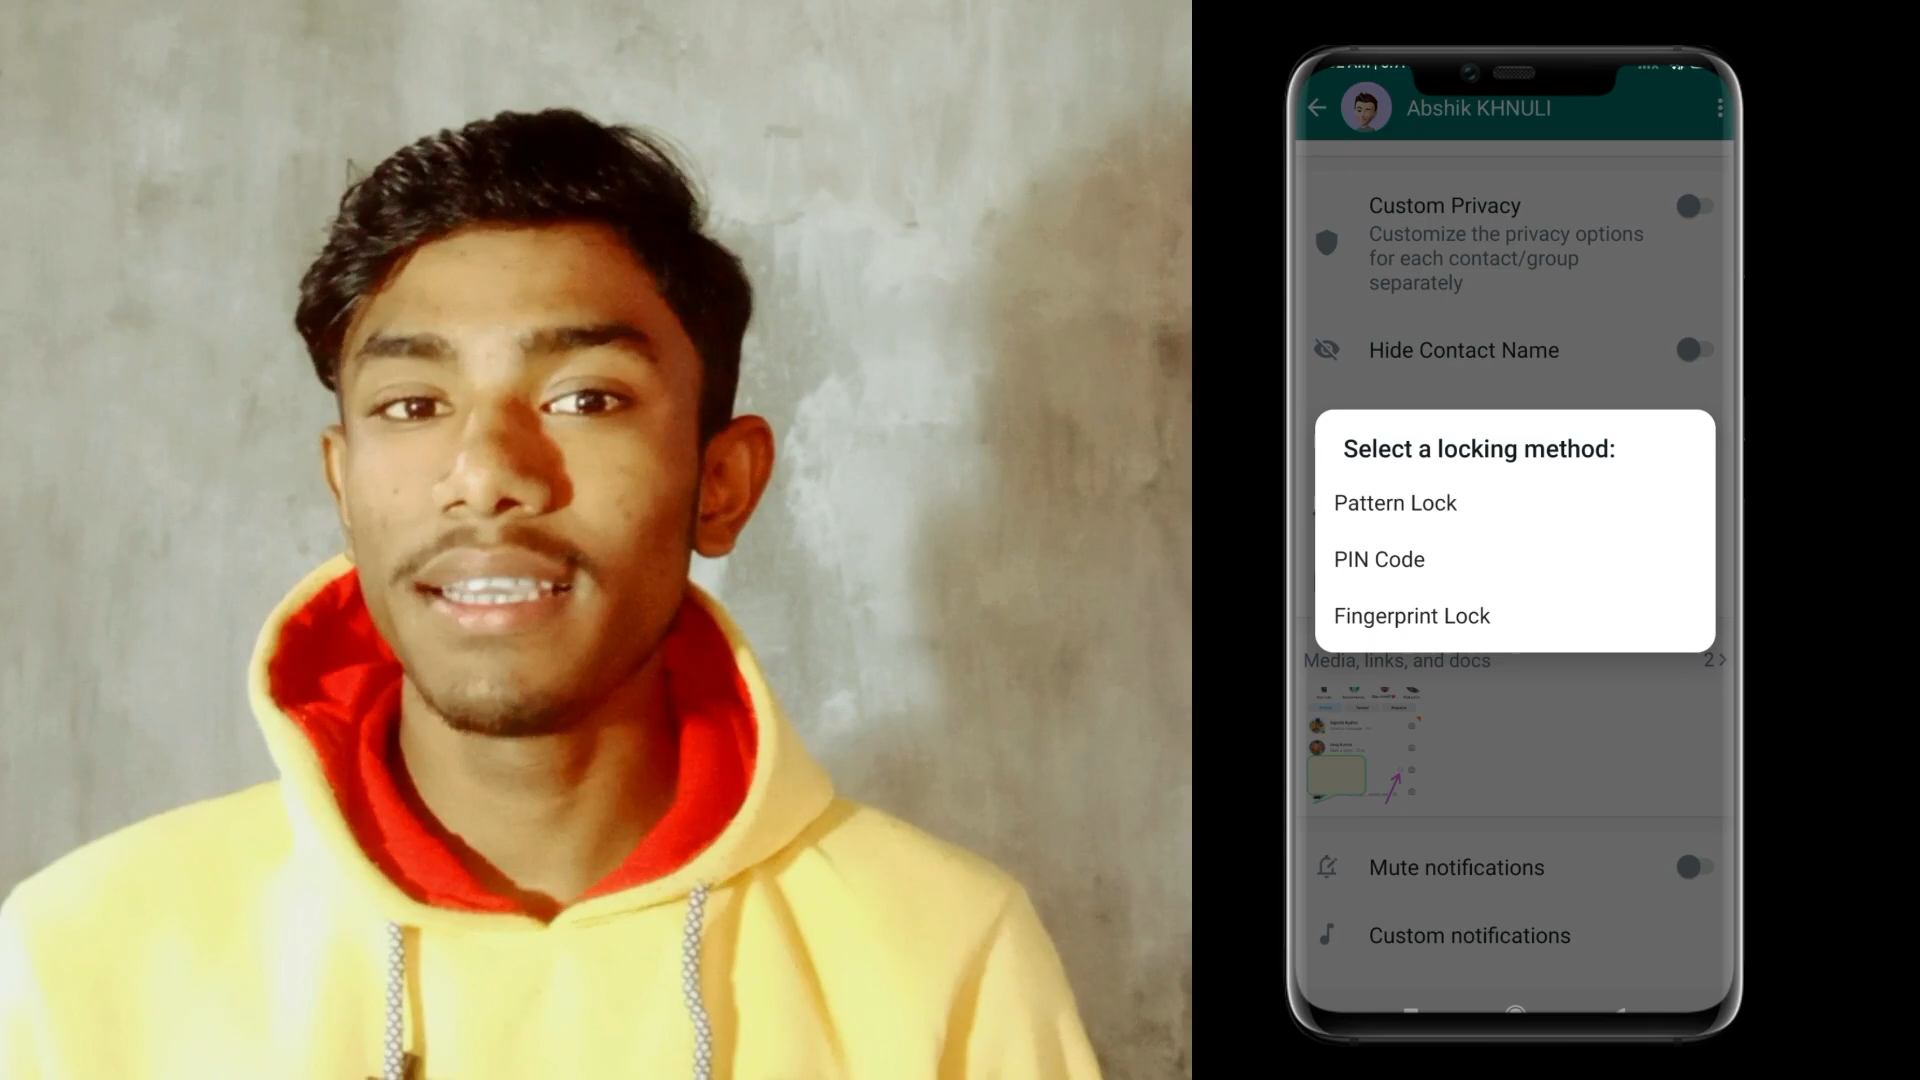 Abshik KHNULI
Custom Privacy
Customize the privacy options
for each contact/group
separately
Hide Contact Name
Select a locking method:
Pattern Lock
PIN Code
Fingerprint Lock
Media, links, and docs
2
Mute notifications
Custom notifications